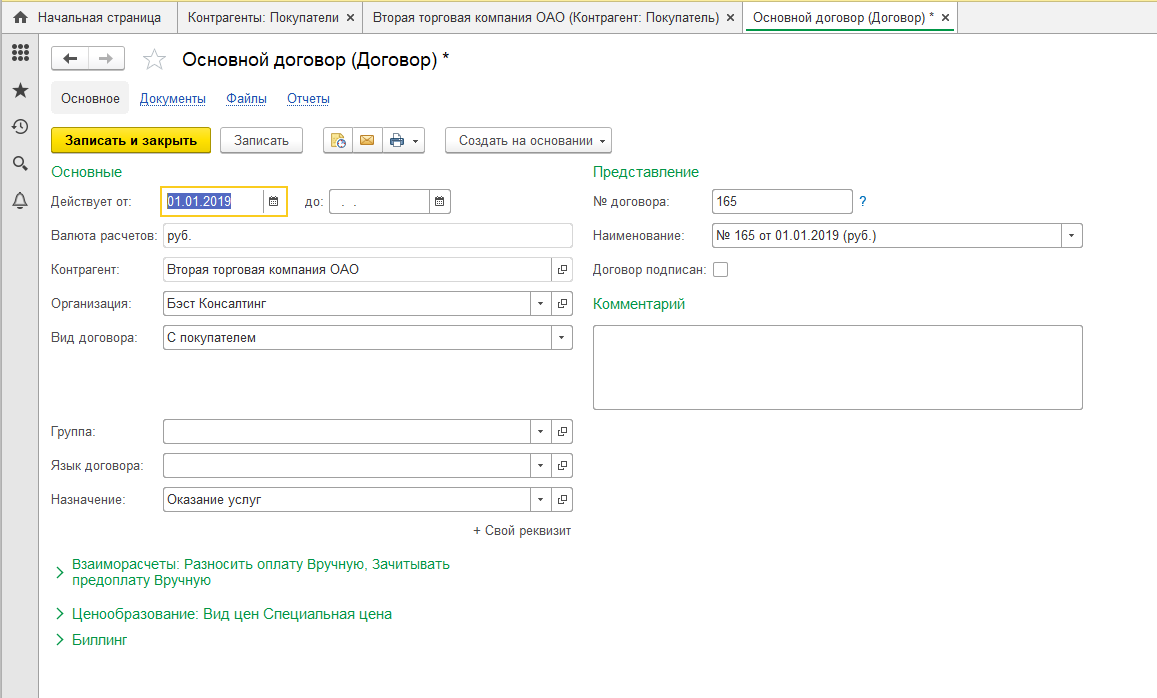 Начальная страница
Контрагенты: Покупатели ×
Вторая торговая компания ОАО (Контрагент: Покупатель) ×
Основной договор (Договор) * ×
Основной договор (Договор) *
Основное Документы Файлы Отчеты
Записать и закрыть Записать Создать на основании
Основные
Действует от: 01.01.2019 до: . .
Валюта расчетов: руб.
Контрагент: Вторая торговая компания ОАО
Организация: Бэст Консалтинг
Вид договора: С покупателем
Группа:
Язык договора:
Назначение: Оказание услуг
+ Свой реквизит
Взаиморасчеты: Разносить оплату Вручную, Зачитывать
предоплату Вручную
Ценообразование: Вид цен Специальная цена
Биллинг
Представление
№ договора: 165 ?
Наименование: № 165 от 01.01.2019 (руб.)
Договор подписан:
Комментарий